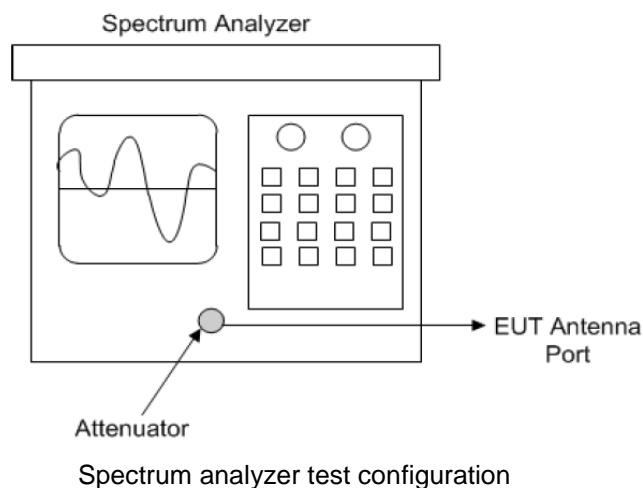 Spectrum Analyzer
EUT Antenna
Port
Attenuator
Spectrum analyzer test configuration